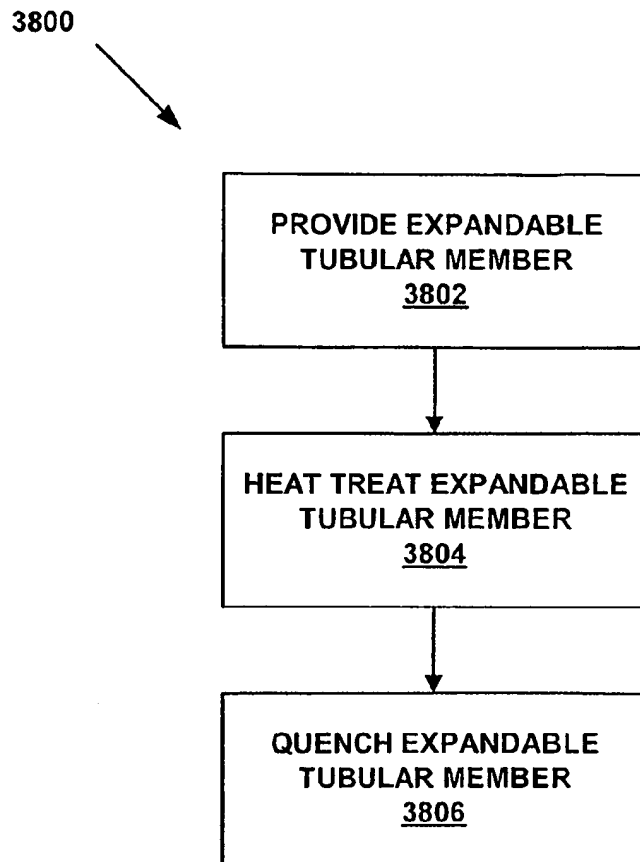 3800
PROVIDE EXPANDABLE
TUBULAR MEMBER
3802
HEAT TREAT EXPANDABLE
TUBULAR MEMBER
3804
QUENCH EXPANDABLE
TUBULAR MEMBER
3806